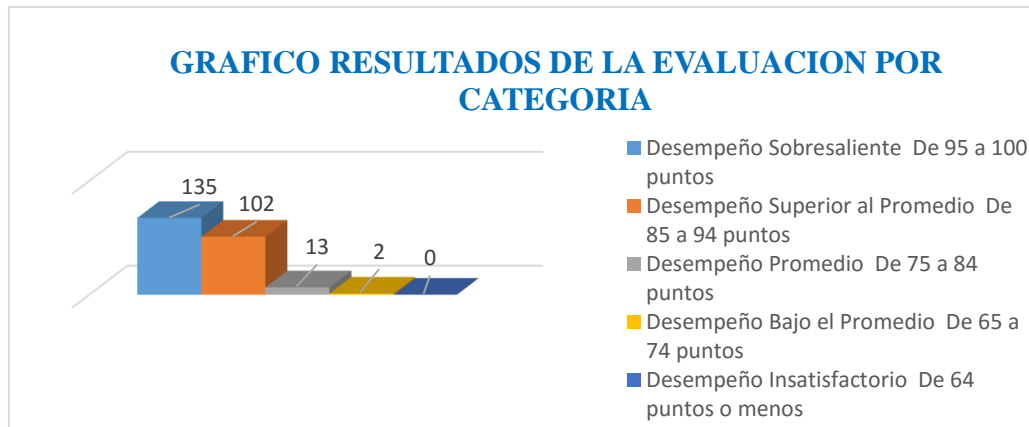 GRAFICO RESULTADOS DE LA EVALUACION POR
CATEGORIA
135
102
13
2
0
Desempeño Sobresaliente De 95 a 100
puntos
Desempeño Superior al Promedio De
85 a 94 puntos
Desempeño Promedio De 75 a 84
puntos
Desempeño Bajo el Promedio De 65 a
74 puntos
Desempeño Insatisfactorio De 64
puntos o menos